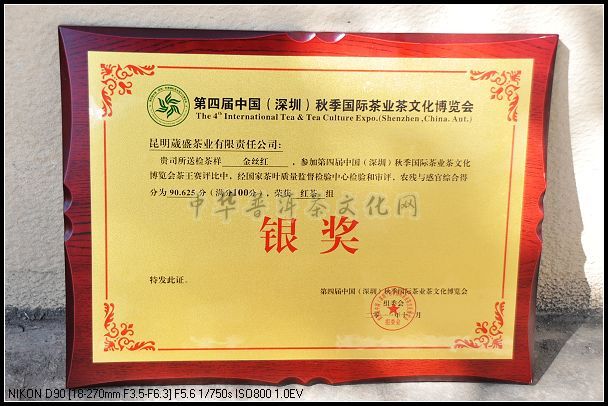 第四届中国（深圳）秋季国际茶业茶文化博览会
The 4th International Tea & Tea Culture Expo.(Shenzhen,China. Aut.)
昆明葳盛茶业有限责任公司：
贵司所送检茶样 金丝红 ，参加第四届中国（深圳）秋季国际茶业茶文化
博览会茶王赛评比中，经国家茶叶质量监督检验中心检验和审评，农残与感官综合得
分为 90.625 分（满分100分），荣获 红茶 组
中华普洱茶文化网
银奖
特发此证。
第四届中国（深圳）秋季国际茶业茶文化博览会
组委会
NIKON D90 [18-270mm F3.5-F6.3] F5.6 1/750s ISO800 1.0EV